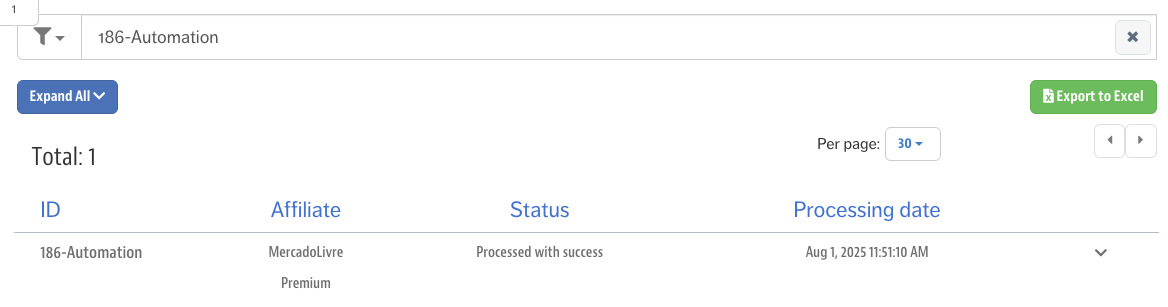 1
186-Automation
Expand All
Export to Excel
Per page: 30
Total: 1
ID Affiliate Status Processing date
186-Automation MercadoLivre Processed with success Aug 1, 2025 11:51:10 AM
Premium